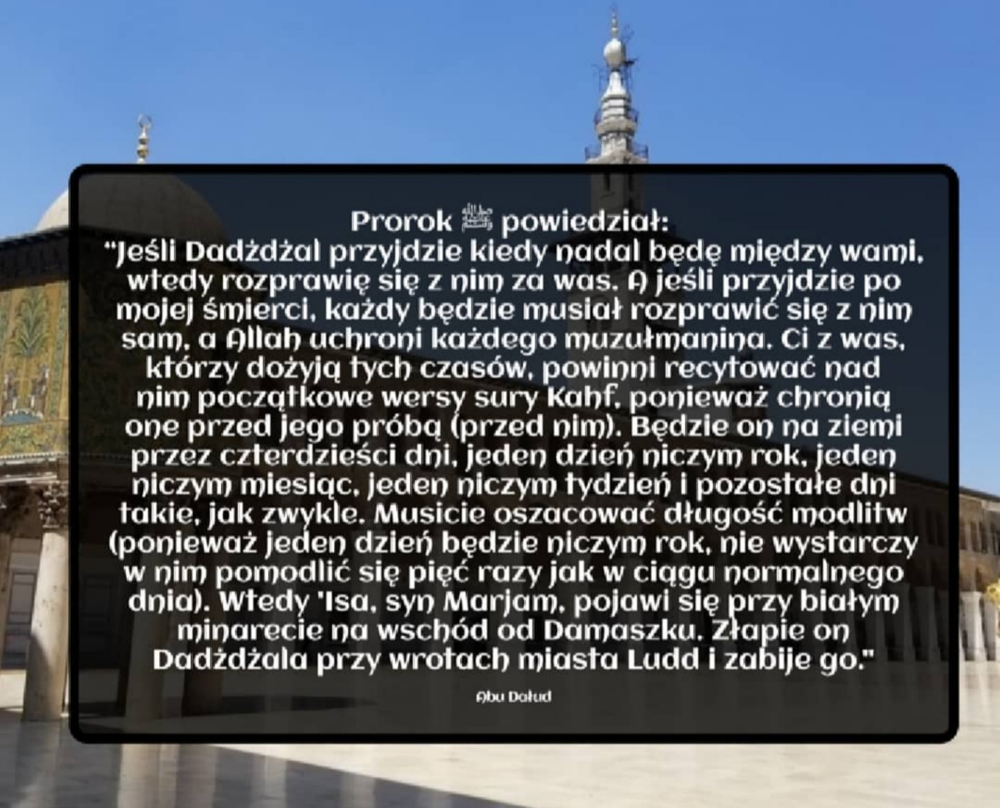 Prorok ﷺ powiedział:
"Jeśli Dadżdżal przyjdzie kiedy nadal będę między wami,
wtedy rozprawię się z nim za was. A jeśli przyjdzie po
mojej śmierci, każdy będzie musiał rozprawić się z nim
sam, a Allah uchroni każdego muzułmanina. Ci z was,
którzy dożyją tych czasów, powinni recytować nad
nim początkowe wersy sury Kahf, ponieważ chronią
one przed jego próbą (przed nim). Będzie on na ziemi
przez czterdzieści dni, jeden dzień niczym rok, jeden
niczym miesiąc, jeden niczym tydzień i pozostałe dni
takie, jak zwykle. Musicie oszacować długość modlitw
(ponieważ jeden dzień będzie niczym rok, nie wystarczy
w nim pomodlić się pięć razy jak w ciągu normalnego
dnia). Wtedy 'Isa, syn Marjam, pojawi się przy białym
minarecie na wschód od Damaszku. Złapie on
Dadżdżala przy wrotach miasta Ludd i zabije go."
Abu Dałud